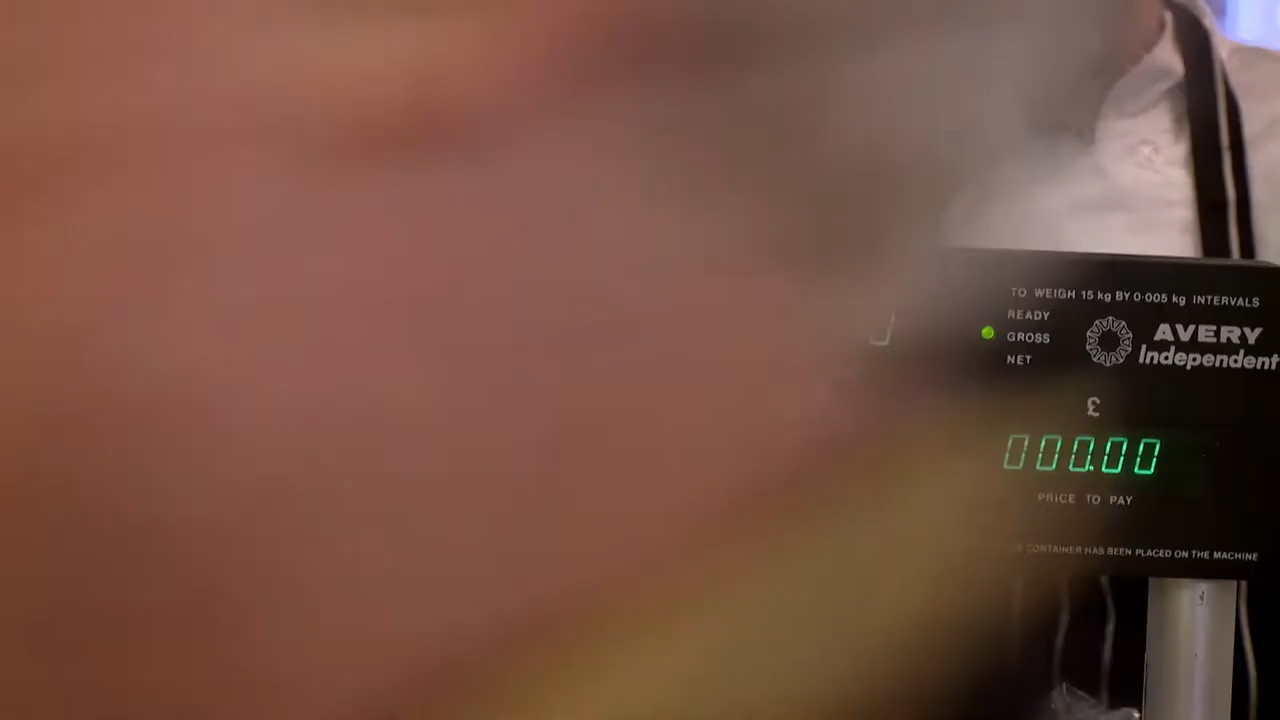 TO WEIGH 15 kg BY 0·005 kg INTERVALS
READY
GROSS
NET
AVERY
Independent
£
000.00
PRICE TO PAY
CONTAINER HAS BEEN PLACED ON THE MACHINE